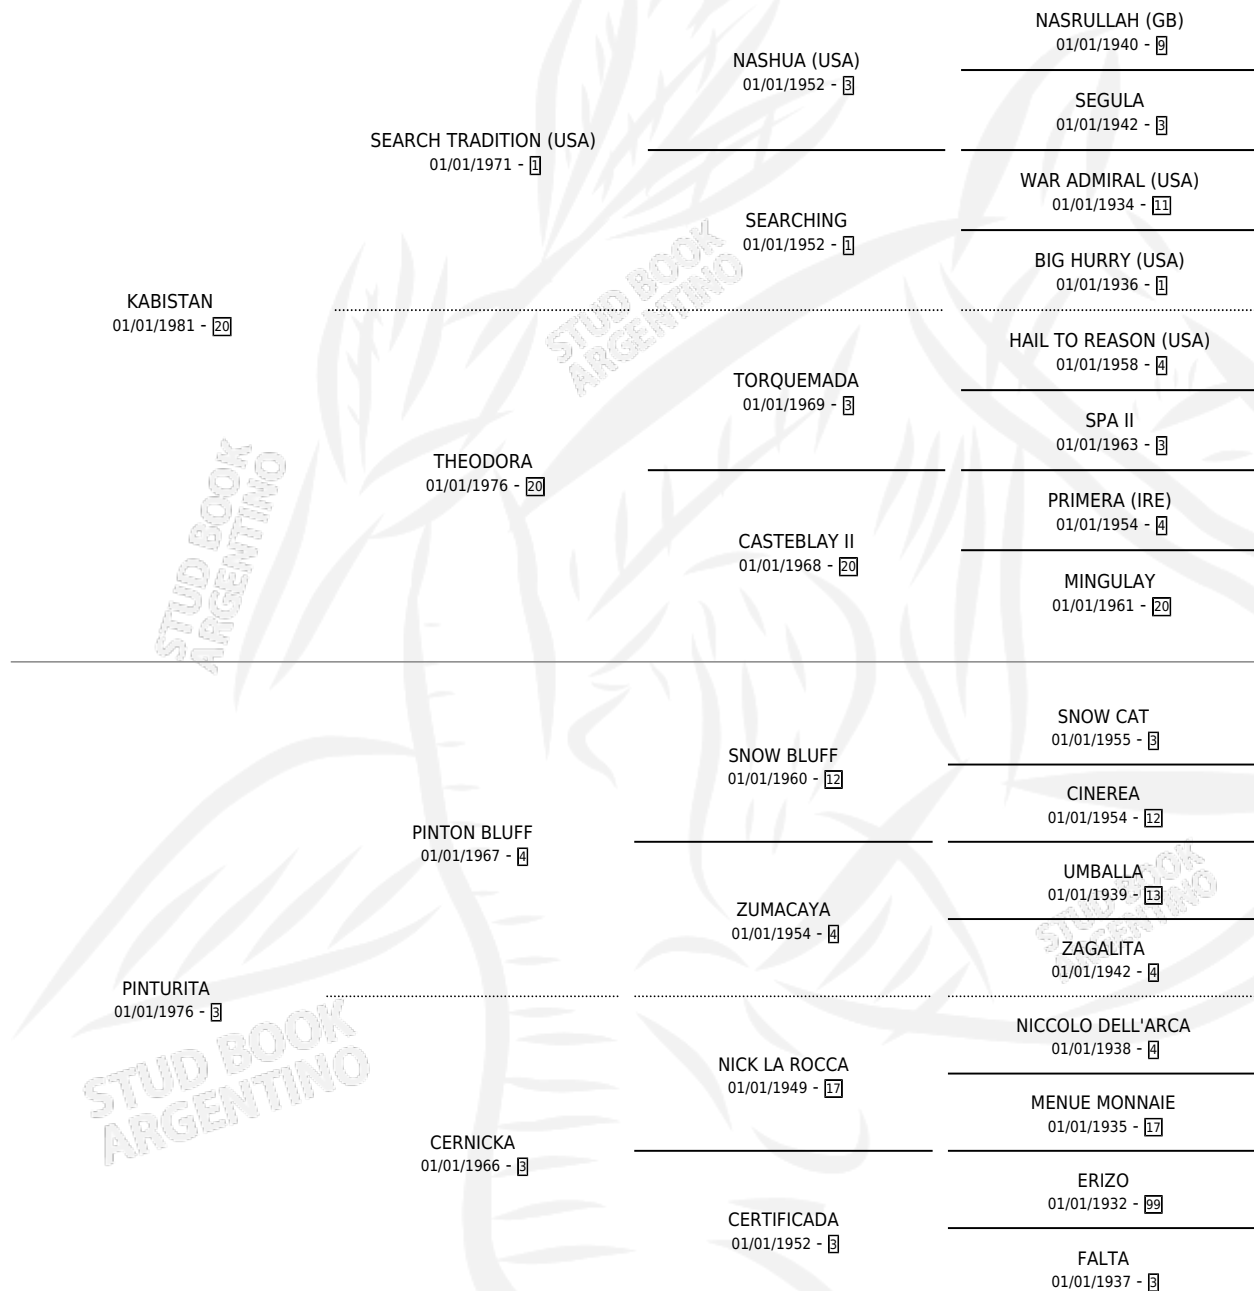 NASRULLAH (GB)
01/01/1940 - 9
NASHUA (USA)
01/01/1952 - 3
SEGULA
01/01/1942 - 3
SEARCH TRADITION (USA)
01/01/1971 - 1
WAR ADMIRAL (USA)
01/01/1934 - 11
SEARCHING
01/01/1952 - 1
BIG HURRY (USA)
01/01/1936 - 1
KABISTAN
01/01/1981 - 20
HAIL TO REASON (USA)
01/01/1958 - 4
TORQUEMADA
01/01/1969 - 3
SPA II
01/01/1963 - 3
THEODORA
01/01/1976 - 20
PRIMERA (IRE)
01/01/1954 - 4
CASTEBLAY II
01/01/1968 - 20
MINGULAY
01/01/1961 - 20
SNOW CAT
01/01/1955 - 3
SNOW BLUFF
01/01/1960 - 12
CINEREA
01/01/1954 - 12
PINTON BLUFF
01/01/1967 - 4
UMBALLA
01/01/1939 - 13
ZUMACAYA
01/01/1954 - 4
ZAGALITA
01/01/1942 - 4
PINTURITA
01/01/1976 - 3
NICCOLO DELL'ARCA
01/01/1938 - 4
NICK LA ROCCA
01/01/1949 - 17
MENUE MONNAIE
01/01/1935 - 17
CERNICKA
01/01/1966 - 3
ERIZO
01/01/1932 - 99
CERTIFICADA
01/01/1952 - 3
FALTA
01/01/1937 - 3
STUD BOOK
ARGENTINO
STUD BOOK
ARGENTINO
STUD BOOK
ARGENTINO
STUD BOOK
ARGENTINO